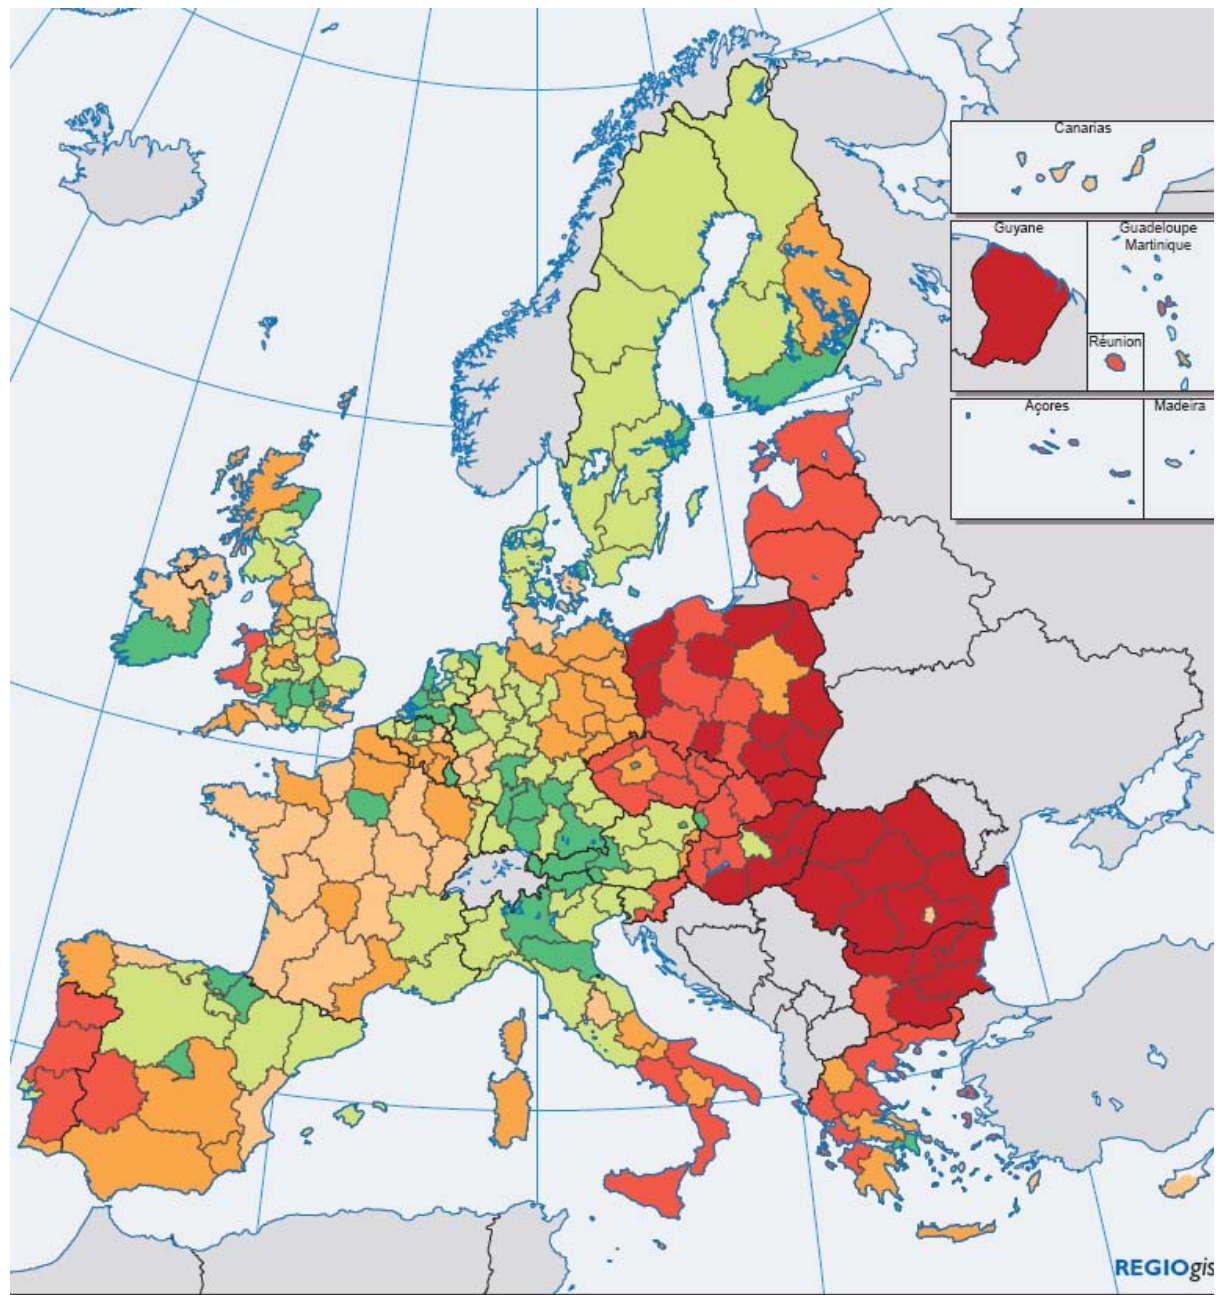 Canarias
Guyane
Guadeloupe
Martinique
Réunion
Açores
Madeira
REGIOgis